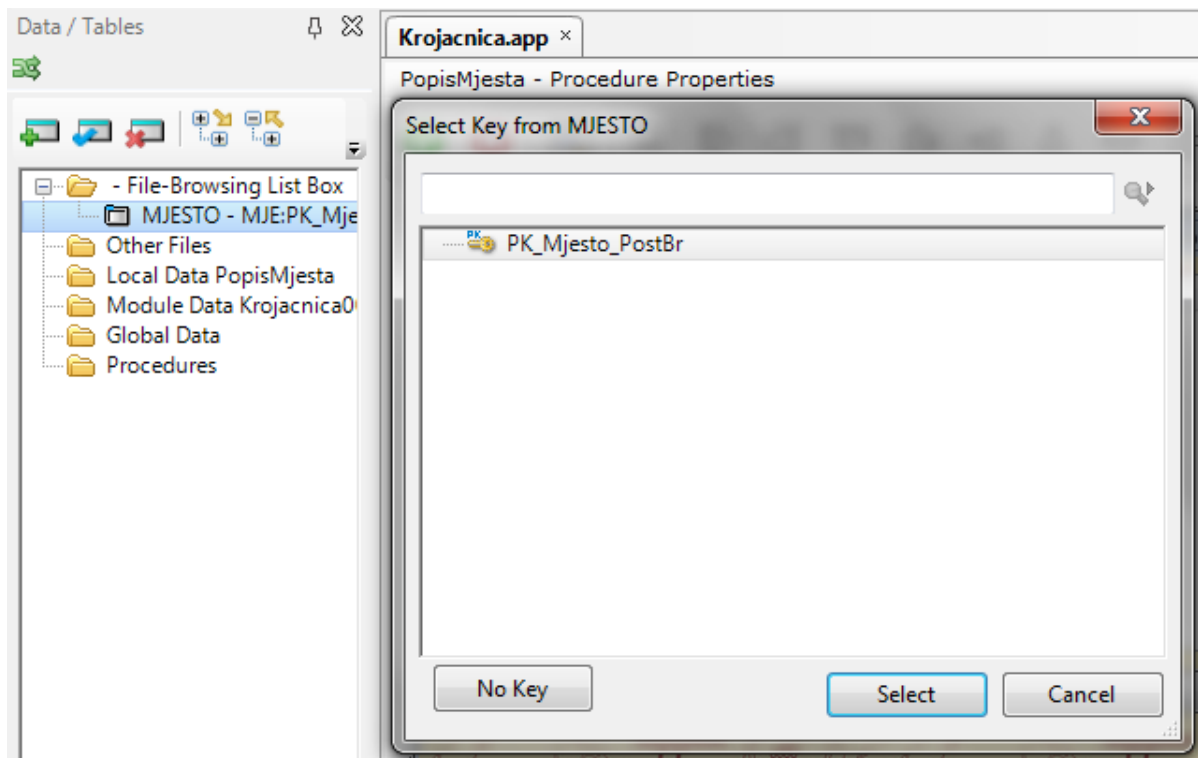 Data / Tables
- File-Browsing List Box
MJESTO - MJE:PK_Mje
Other Files
Local Data PopisMjesta
Module Data Krojacnica0
Global Data
Procedures
Krojacnica.app
PopisMjesta - Procedure Properties
Select Key from MJESTO
PK_Mjesto_PostBr
No Key
Select
Cancel